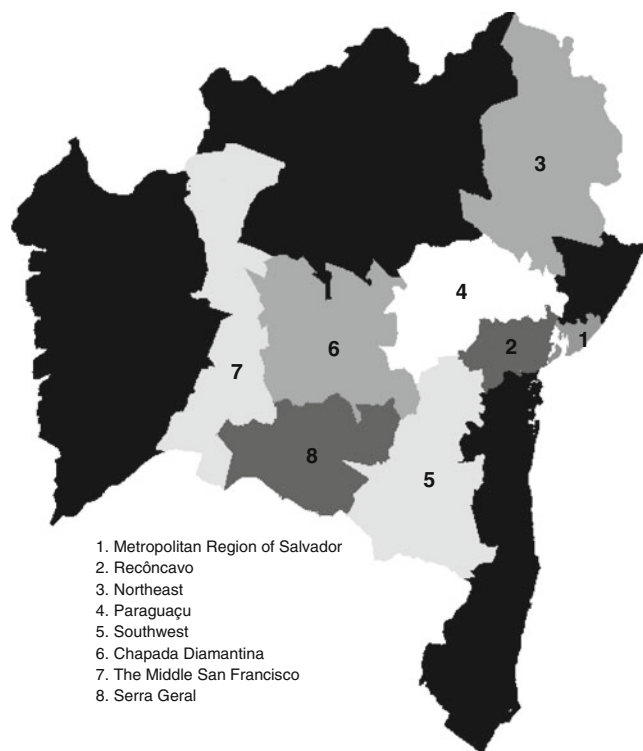 3
4
1
2
6
7
8
5
1. Metropolitan Region of Salvador
2. Recôncavo
3. Northeast
4. Paraguaçu
5. Southwest
6. Chapada Diamantina
7. The Middle San Francisco
8. Serra Geral